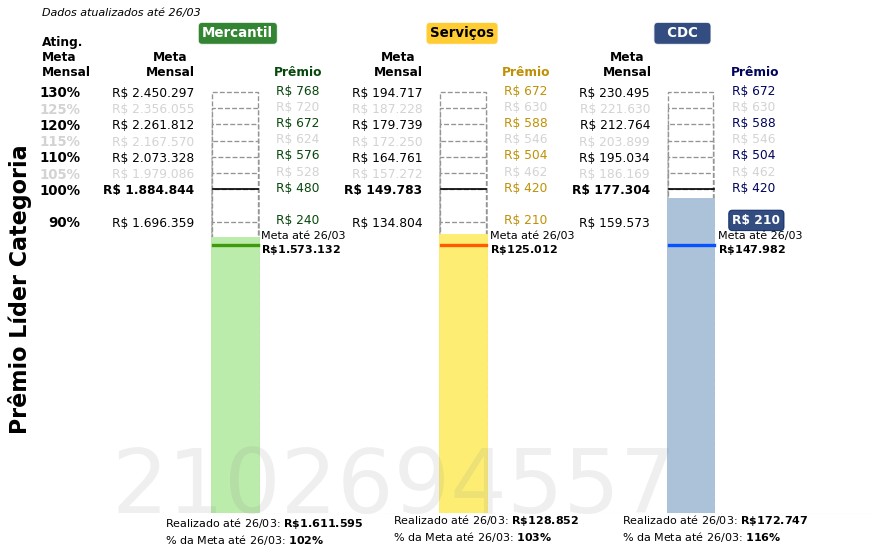 Dados atualizados até 26/03
Mercantil Serviços CDC
Ating.
Meta Meta Meta Meta
Mensal Mensal Prêmio Mensal Prêmio Mensal Prêmio
130% R$ 2.450.297 R$ 768 R$ 194.717 R$ 672 R$ 230.495 R$ 672
125% R$ 2.356.055 R$ 720 R$ 187.228 R$ 630 R$ 221.630 R$ 630
120% R$ 2.261.812 R$ 672 R$ 179.739 R$ 588 R$ 212.764 R$ 588
115% R$ 2.167.570 R$ 624 R$ 172.250 R$ 546 R$ 203.899 R$ 546
110% R$ 2.073.328 R$ 576 R$ 164.761 R$ 504 R$ 195.034 R$ 504
105% R$ 1.979.086 R$ 528 R$ 157.272 R$ 462 R$ 186.169 R$ 462
100% R$ 1.884.844 R$ 480 R$ 149.783 R$ 420 R$ 177.304 R$ 420
90% R$ 1.696.359 R$ 240 R$ 134.804 R$ 210 R$ 159.573 R$ 210
Meta até 26/03 Meta até 26/03 Meta até 26/03
R$1.573.132 R$125.012 R$147.982
Prêmio Líder Categoria
2102694557
Realizado até 26/03: R$1.611.595 Realizado até 26/03: R$128.852 Realizado até 26/03: R$172.747
% da Meta até 26/03: 102% % da Meta até 26/03: 103% % da Meta até 26/03: 116%